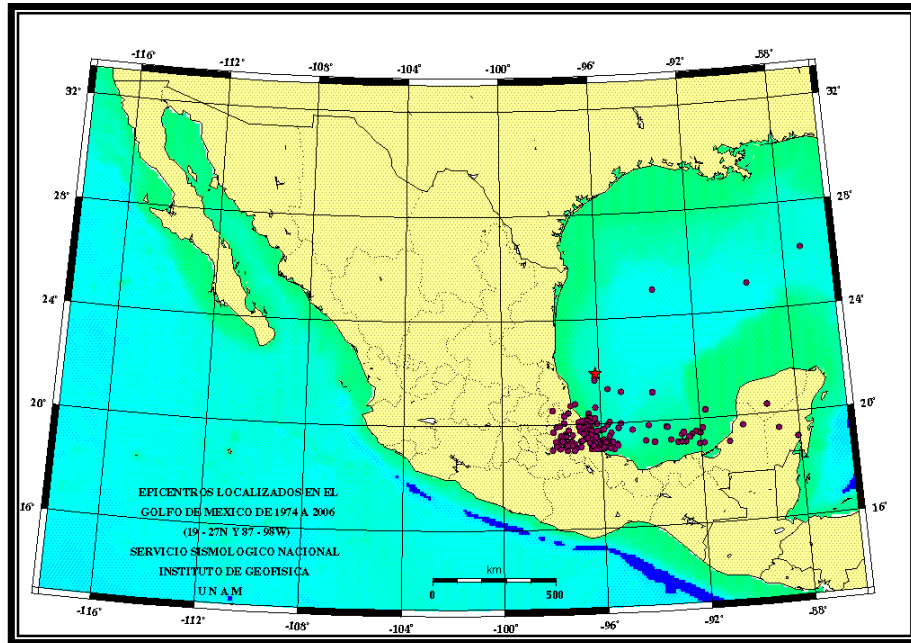 -116° -112° -108° -104° -100° -96° -92° -88°
32° 32°
28° 28°
24° 24°
20° 20°
16° 16°
EPICENTROS LOCALIZADOS EN EL
GOLFO DE MEXICO DE 1974 A 2006
(19 - 27N Y 87 - 98W)
SERVICIO SISMOLOGICO NACIONAL
INSTITUTO DE GEOFISICA
U N A M
km
0 500
-116° -112° -108° -104° -100° -96° -92° -88°